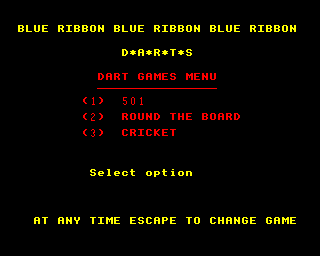 BLUE RIBBON BLUE RIBBON BLUE RIBBON
D*A*R*T*S
DART GAMES MENU
(1) 501
(2) ROUND THE BOARD
(3) CRICKET
Select option
AT ANY TIME ESCAPE TO CHANGE GAME